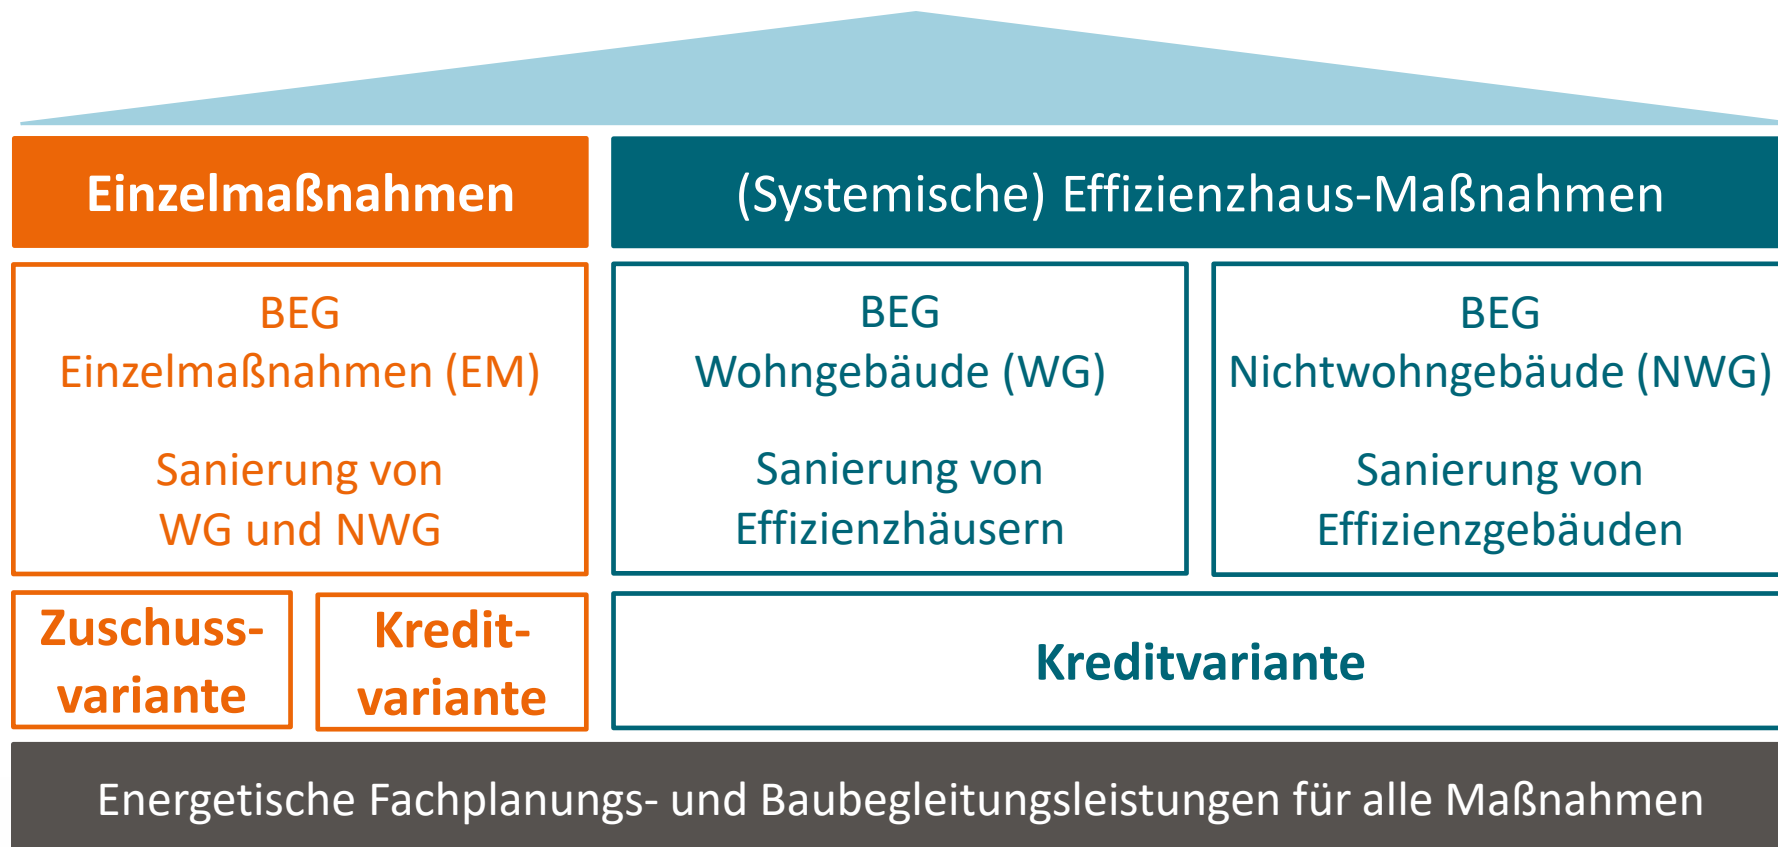 Einzelmaßnahmen
(Systemische) Effizienzhaus-Maßnahmen
BEG
Einzelmaßnahmen (EM)
Sanierung von
WG und NWG
BEG
Wohngebäude (WG)
Sanierung von
Effizienzhäusern
BEG
Nichtwohngebäude (NWG)
Sanierung von
Effizienzgebäuden
Zuschuss-
variante
Kredit-
variante
Kreditvariante
Energetische Fachplanungs- und Baubegleitungsleistungen für alle Maßnahmen